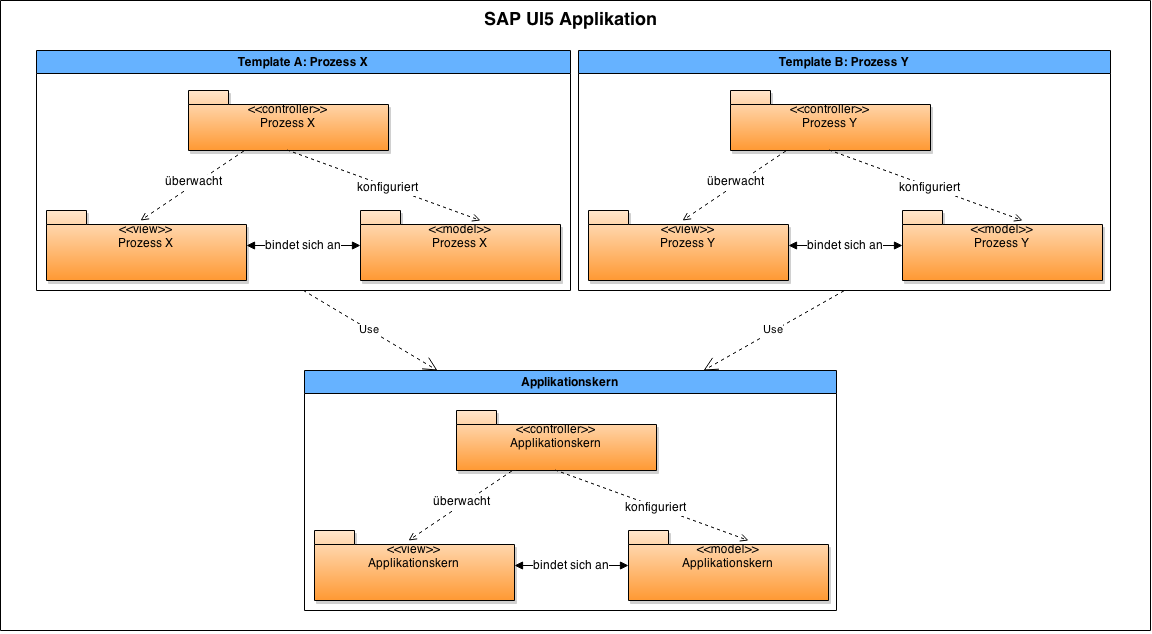 SAP UI5 Applikation
Template A: Prozess X
<<controller>>
Prozess X
überwacht
konfiguriert
<<view>>
Prozess X
bindet sich an
<<model>>
Prozess X
Template B: Prozess Y
<<controller>>
Prozess Y
überwacht
konfiguriert
<<view>>
Prozess Y
bindet sich an
<<model>>
Prozess Y
Use
Use
Applikationskern
<<controller>>
Applikationskern
überwacht
konfiguriert
<<view>>
Applikationskern
bindet sich an
<<model>>
Applikationskern